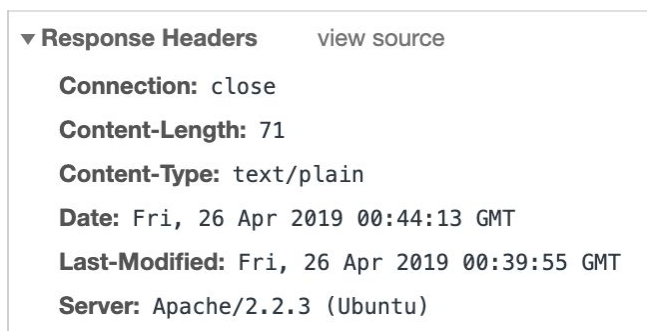 ▼ Response Headers view source
Connection: close
Content-Length: 71
Content-Type: text/plain
Date: Fri, 26 Apr 2019 00:44:13 GMT
Last-Modified: Fri, 26 Apr 2019 00:39:55 GMT
Server: Apache/2.2.3 (Ubuntu)